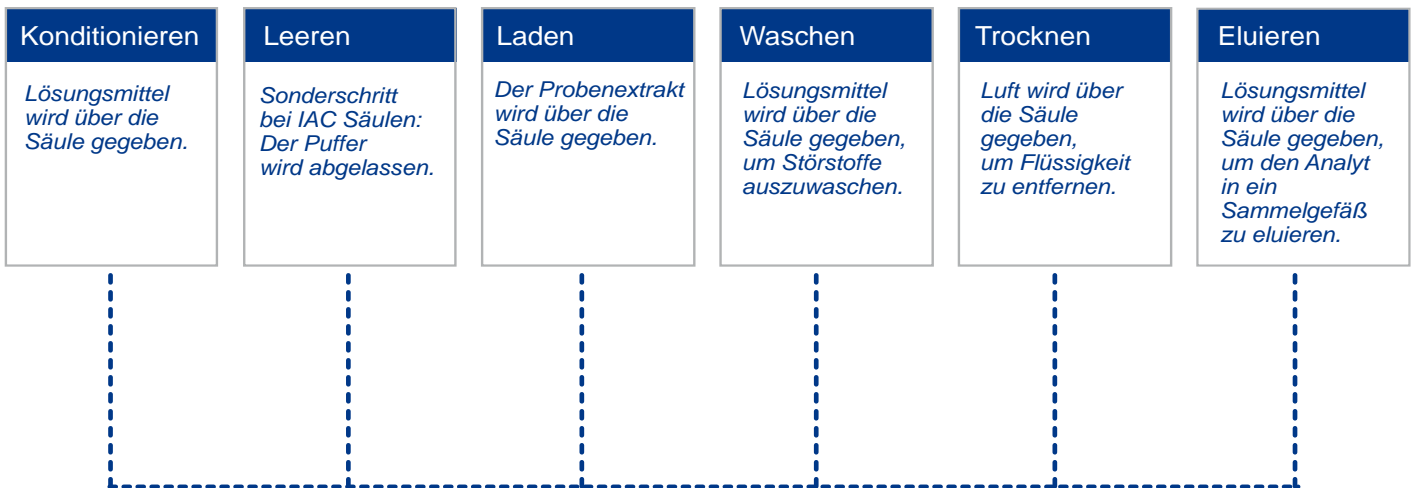 Konditionieren
Lösungsmittel
wird über die
Säule gegeben.
Leeren
Sonderschritt
bei IAC Säulen:
Der Puffer
wird abgelassen.
Laden
Der Probenextrakt
wird über die
Säule gegeben.
Waschen
Lösungsmittel
wird über die
Säule gegeben,
um Störstoffe
auszuwaschen.
Trocknen
Luft wird über
die Säule
gegeben,
um Flüssigkeit
zu entfernen.
Eluieren
Lösungsmittel
wird über die
Säule gegeben,
um den Analyt
in ein
Sammelgefäß
zu eluieren.